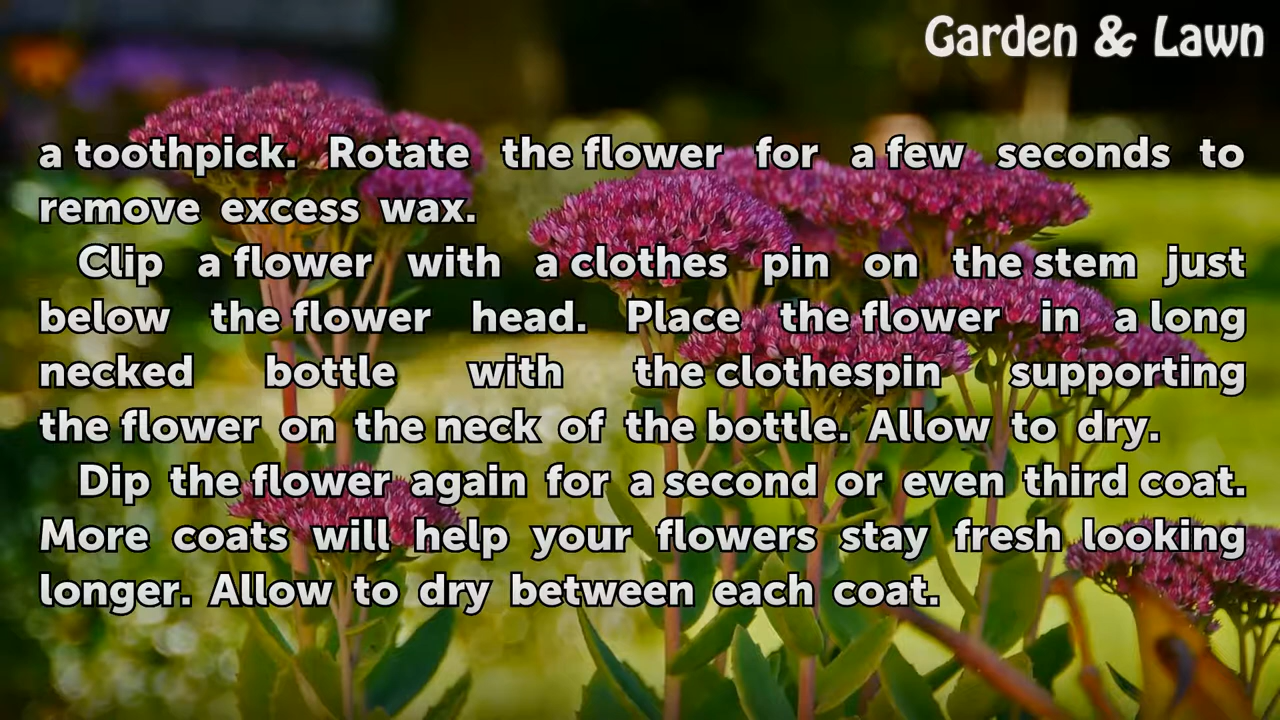 Garden & Lawn
a toothpick. Rotate the flower for a few seconds to
remove excess wax.
Clip a flower with a clothes pin on the stem just
below the flower head. Place the flower in a long
necked bottle with the clothespin supporting
the flower on the neck of the bottle. Allow to dry.
Dip the flower again for a second or even third coat.
More coats will help your flowers stay fresh looking
longer. Allow to dry between each coat.